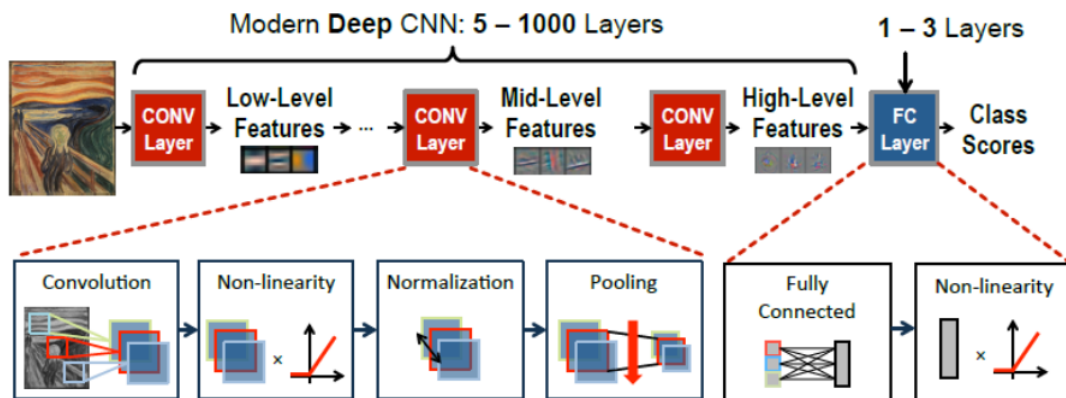 Modern Deep CNN: 5 – 1000 Layers
1 – 3 Layers
CONV
Layer
Low-Level
Features
...
CONV
Layer
Mid-Level
Features
CONV
Layer
High-Level
Features
FC
Layer
Class
Scores
Convolution
Non-linearity
×
Normalization
Pooling
Fully
Connected
Non-linearity
×